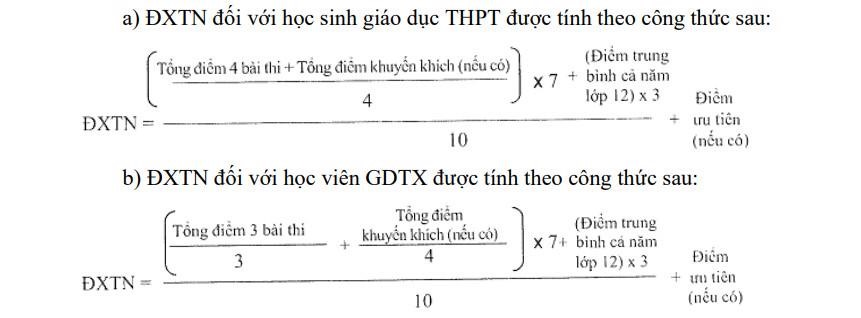 a) ĐXTN đối với học sinh giáo dục THPT được tính theo công thức sau:
(Tổng điểm 4 bài thi + Tổng điểm khuyến khích (nếu có))
4
x 7 +
(Điểm trung
bình cả năm
lớp 12) x 3
ĐXTN =
10
+
Điểm
ưu tiên
(nếu có)
b) ĐXTN đối với học viên GDTX được tính theo công thức sau:
(Tổng điểm 3 bài thi
3
+
Tổng điểm
khuyến khích (nếu có)
4
)
x 7+
(Điểm trung
bình cả năm
lớp 12) x 3
ĐXTN =
10
+
Điểm
ưu tiên
(nếu có)